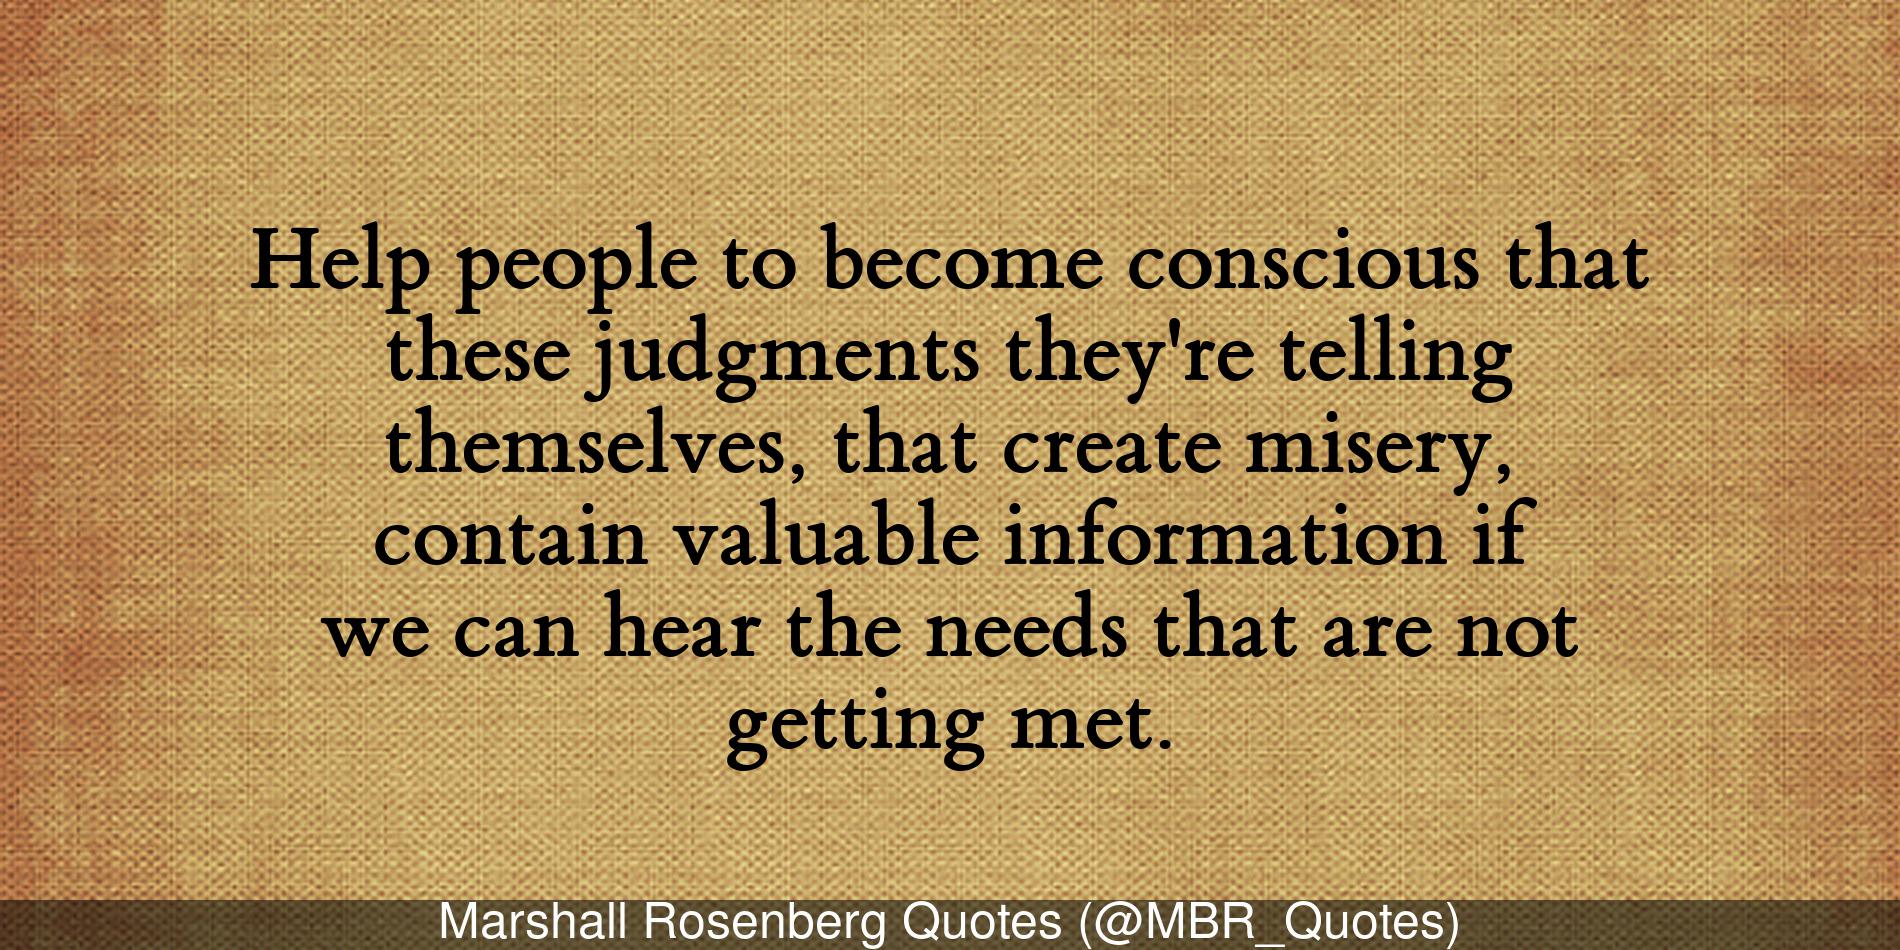 Help people to become conscious that
these judgments they're telling
themselves, that create misery,
contain valuable information if
we can hear the needs that are not
getting met.
Marshall Rosenberg Quotes (@MBR_Quotes)